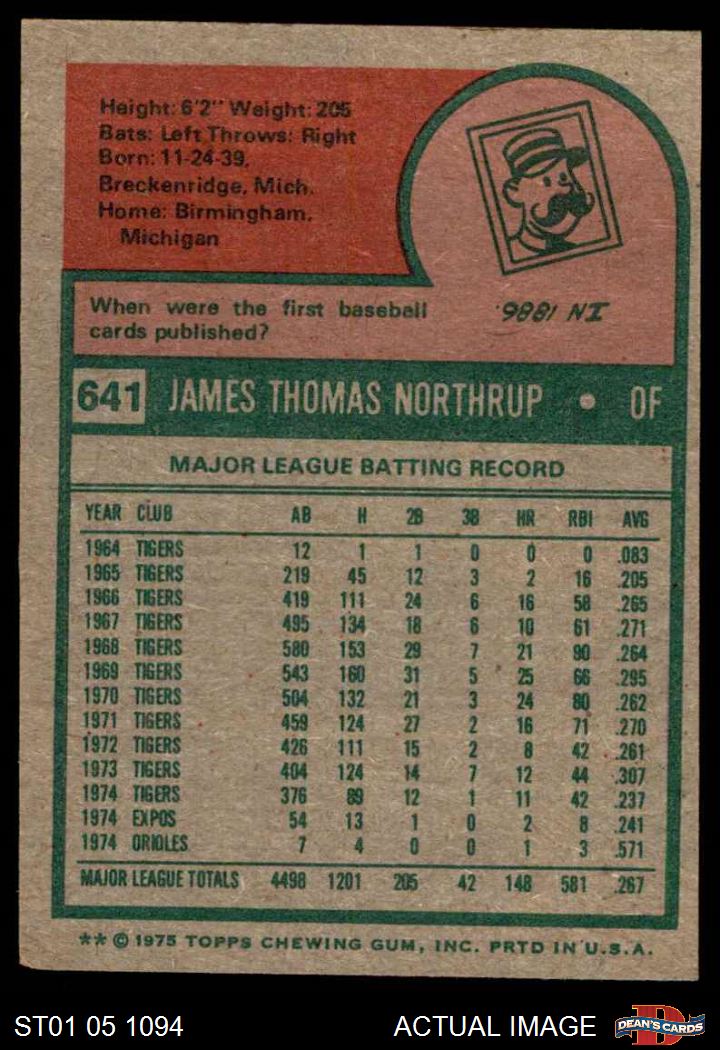 Height: 6'2" Weight: 205
Bats: Left Throws: Right
Born: 11-24-39,
Breckenridge, Mich.
Home: Birmingham,
Michigan
When were the first baseball
cards published?
IN 1886.
641 JAMES THOMAS NORTHRUP • OF
MAJOR LEAGUE BATTING RECORD
YEAR CLUB AB H 2B 3B HR RBI AVG
1964 TIGERS 12 1 1 0 0 0 .083
1965 TIGERS 219 45 12 3 2 16 .205
1966 TIGERS 419 111 24 6 16 58 .265
1967 TIGERS 495 134 18 6 10 61 .271
1968 TIGERS 580 153 29 7 21 90 .264
1969 TIGERS 543 160 31 5 25 66 .295
1970 TIGERS 504 132 21 3 24 80 .262
1971 TIGERS 459 124 27 2 16 71 .270
1972 TIGERS 426 111 15 2 8 42 .261
1973 TIGERS 404 124 14 7 12 44 .307
1974 TIGERS 376 89 12 1 11 42 .237
1974 EXPOS 54 13 1 0 2 8 .241
1974 ORIOLES 7 4 0 0 1 3 .571
MAJOR LEAGUE TOTALS 4498 1201 205 42 148 581 .267
** © 1975 TOPPS CHEWING GUM, INC. PRTD IN U.S.A.
ST01 05 1094 ACTUAL IMAGE DEAN'S CARDS